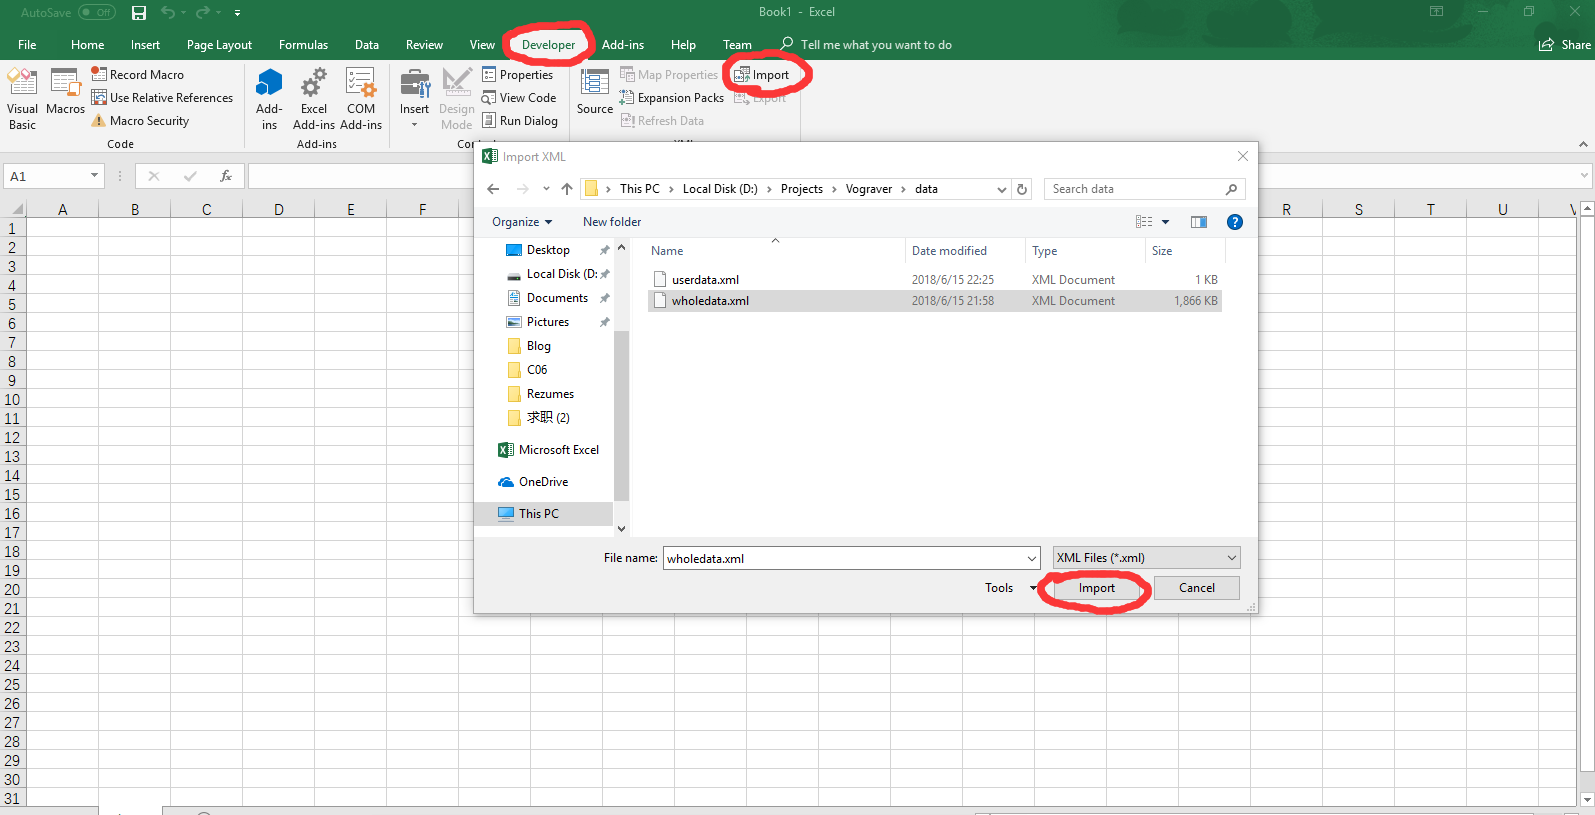 AutoSave Off
Book1 - Excel
File Home Insert Page Layout Formulas Data Review View Developer Add-ins Help Team Tell me what you want to do Share
Visual Basic
Macros
Record Macro
Use Relative References
Macro Security
Code
Add-ins
Excel Add-ins
COM Add-ins
Add-ins
Insert
Design Mode
Properties
View Code
Run Dialog
Source
Map Properties
Expansion Packs
Refresh Data
Import
Export
A1
fx
A B C D E F R S T U V
1
2
3
4
5
6
7
8
9
10
11
12
13
14
15
16
17
18
19
20
21
22
23
24
25
26
27
28
29
30
31
Import XML
This PC > Local Disk (D:) > Projects > Vograver > data
Search data
Organize New folder
?
Desktop
Local Disk (D:
Documents
Pictures
Blog
C06
Rezumes
求职 (2)
Microsoft Excel
OneDrive
This PC
Name Date modified Type Size
userdata.xml 2018/6/15 22:25 XML Document 1 KB
wholedata.xml 2018/6/15 21:58 XML Document 1,866 KB
File name: wholedata.xml XML Files (*.xml)
Tools Import Cancel